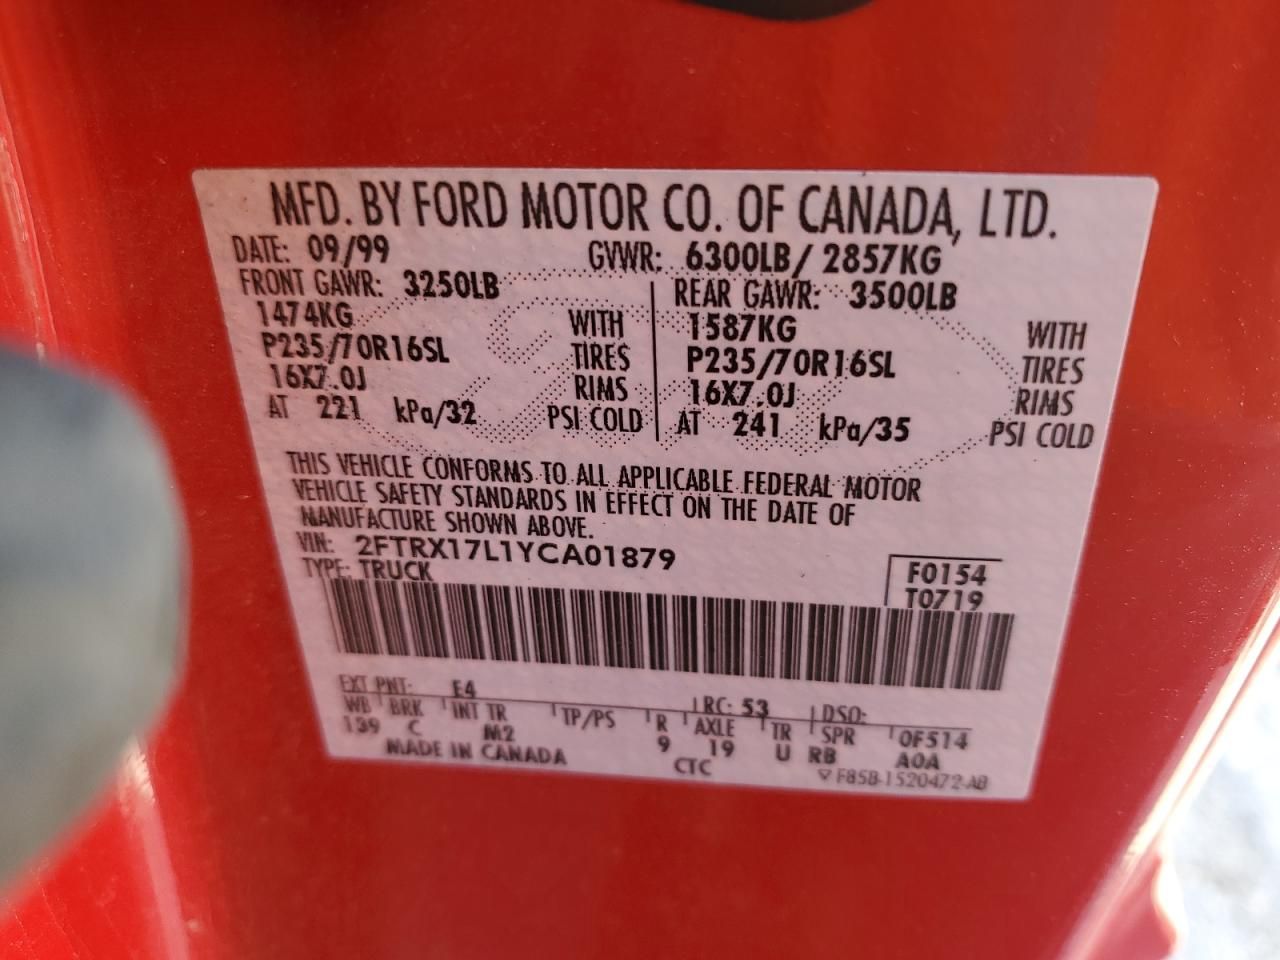 MFD. BY FORD MOTOR CO. OF CANADA, LTD.
DATE: 09/99 GVWR: 6300LB/ 2857KG
FRONT GAWR: 3250LB REAR GAWR: 3500LB
1474KG WITH 1587KG WITH
P235/70R16SL TIRES P235/70R16SL TIRES
16X7.0J RIMS 16X7.0J RIMS
AT 221 kPa/32 PSI COLD AT 241 kPa/35 PSI COLD
THIS VEHICLE CONFORMS TO ALL APPLICABLE FEDERAL MOTOR
VEHICLE SAFETY STANDARDS IN EFFECT ON THE DATE OF
MANUFACTURE SHOWN ABOVE.
VIN: 2FTRX17L1YCA01879 F0154
TYPE: TRUCK T0719
EXT PNT: E4 RC: 53 DSO:
WB BRK INT TR TP/PS R AXLE TR SPR 0F514
139 C M2 9 19 U RB A0A
MADE IN CANADA CTC F85B-1520472-AB